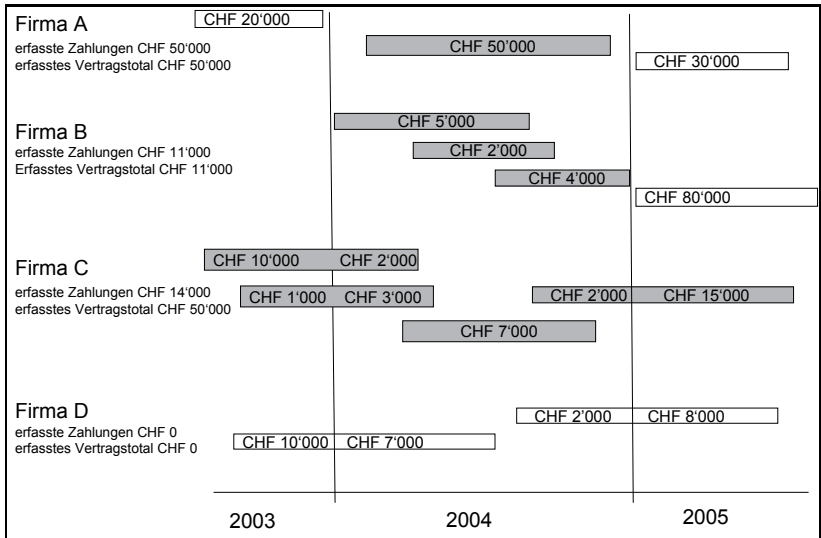 Firma A
CHF 20‘000
erfasste Zahlungen CHF 50‘000
CHF 50’000
erfasstes Vertragstotal CHF 50‘000
CHF 30‘000
Firma B
CHF 5’000
erfasste Zahlungen CHF 11‘000
CHF 2’000
Erfasstes Vertragstotal CHF 11‘000
CHF 4’000
CHF 80‘000
Firma C
CHF 10‘000 CHF 2‘000
erfasste Zahlungen CHF 14‘000
CHF 1‘000 CHF 3‘000 CHF 2’000 CHF 15’000
erfasstes Vertragstotal CHF 50‘000
CHF 7’000
Firma D
CHF 2’000 CHF 8‘000
erfasste Zahlungen CHF 0
erfasstes Vertragstotal CHF 0
CHF 10‘000 CHF 7‘000
2003 2004 2005